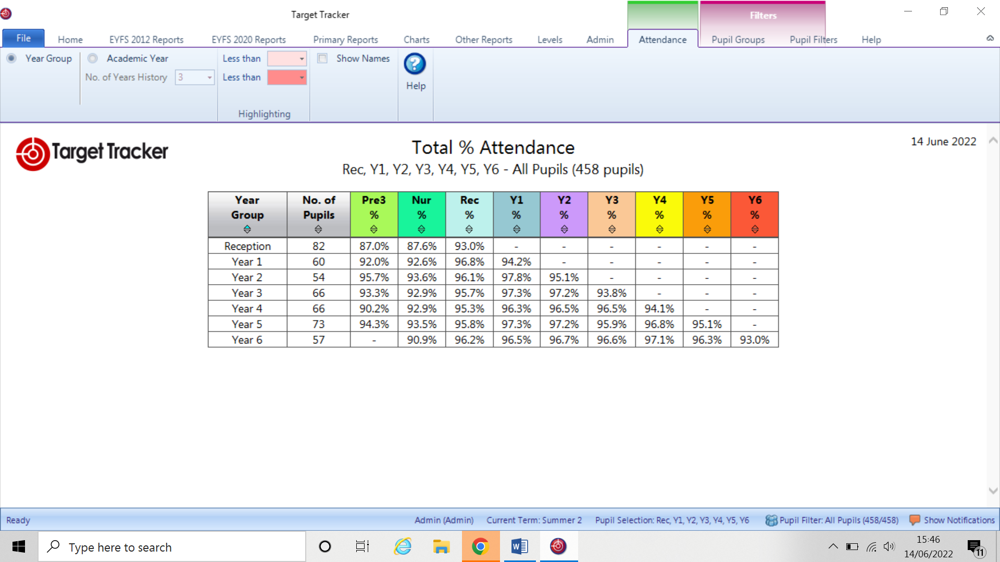 Target Tracker
Filters
File Home EYFS 2012 Reports EYFS 2020 Reports Primary Reports Charts Other Reports Levels Admin Attendance Pupil Groups Pupil Filters Help
Year Group Academic Year Less than Show Names
No. of Years History 3 Less than
Help
Highlighting
Target Tracker
Total % Attendance
14 June 2022
Rec, Y1, Y2, Y3, Y4, Y5, Y6 - All Pupils (458 pupils)
Year No. of Pre3 Nur Rec Y1 Y2 Y3 Y4 Y5 Y6
Group Pupils % % % % % % % % %
Reception 82 87.0% 87.6% 93.0% - - - - - -
Year 1 60 92.0% 92.6% 96.8% 94.2% - - - - -
Year 2 54 95.7% 93.6% 96.1% 97.8% 95.1% - - - -
Year 3 66 93.3% 92.9% 95.7% 97.3% 97.2% 93.8% - - -
Year 4 66 90.2% 92.9% 95.3% 96.3% 96.5% 96.5% 94.1% - -
Year 5 73 94.3% 93.5% 95.8% 97.3% 97.2% 95.9% 96.8% 95.1% -
Year 6 57 - 90.9% 96.2% 96.5% 96.7% 96.6% 97.1% 96.3% 93.0%
Ready Admin (Admin) Current Term: Summer 2 Pupil Selection: Rec, Y1, Y2, Y3, Y4, Y5, Y6 Pupil Filter: All Pupils (458/458) Show Notifications
Type here to search
15:46
14/06/2022
11